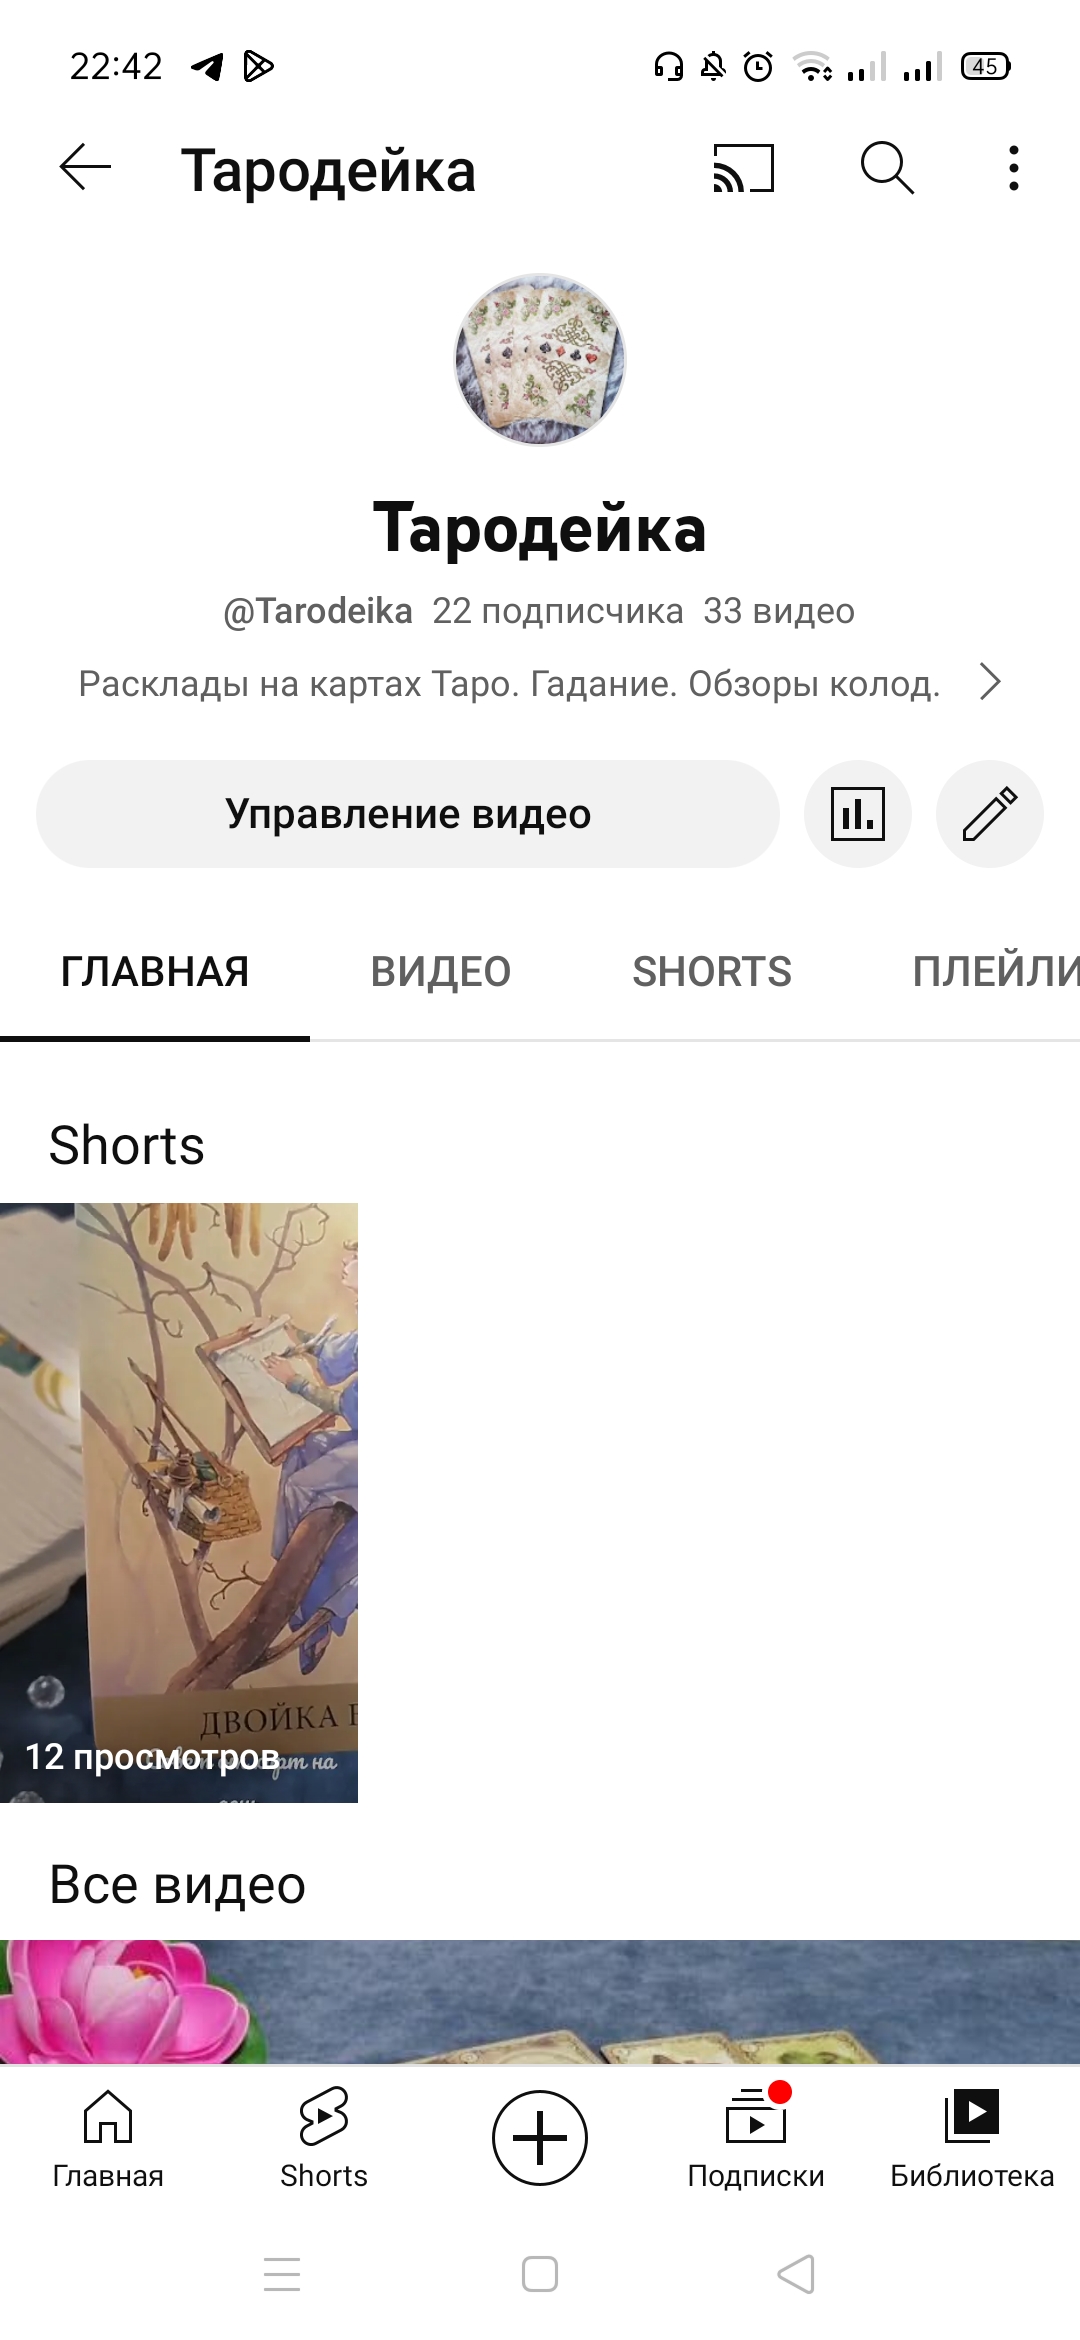 22:42
45
Тародейка
Тародейка
@Tarodeika 22 подписчика 33 видео
Расклады на картах Таро. Гадание. Обзоры колод.
Управление видео
ГЛАВНАЯ ВИДЕО SHORTS ПЛЕЙЛИ
Shorts
ДВОЙКА
12 просмотров
на
Все видео
Главная Shorts Подписки Библиотека